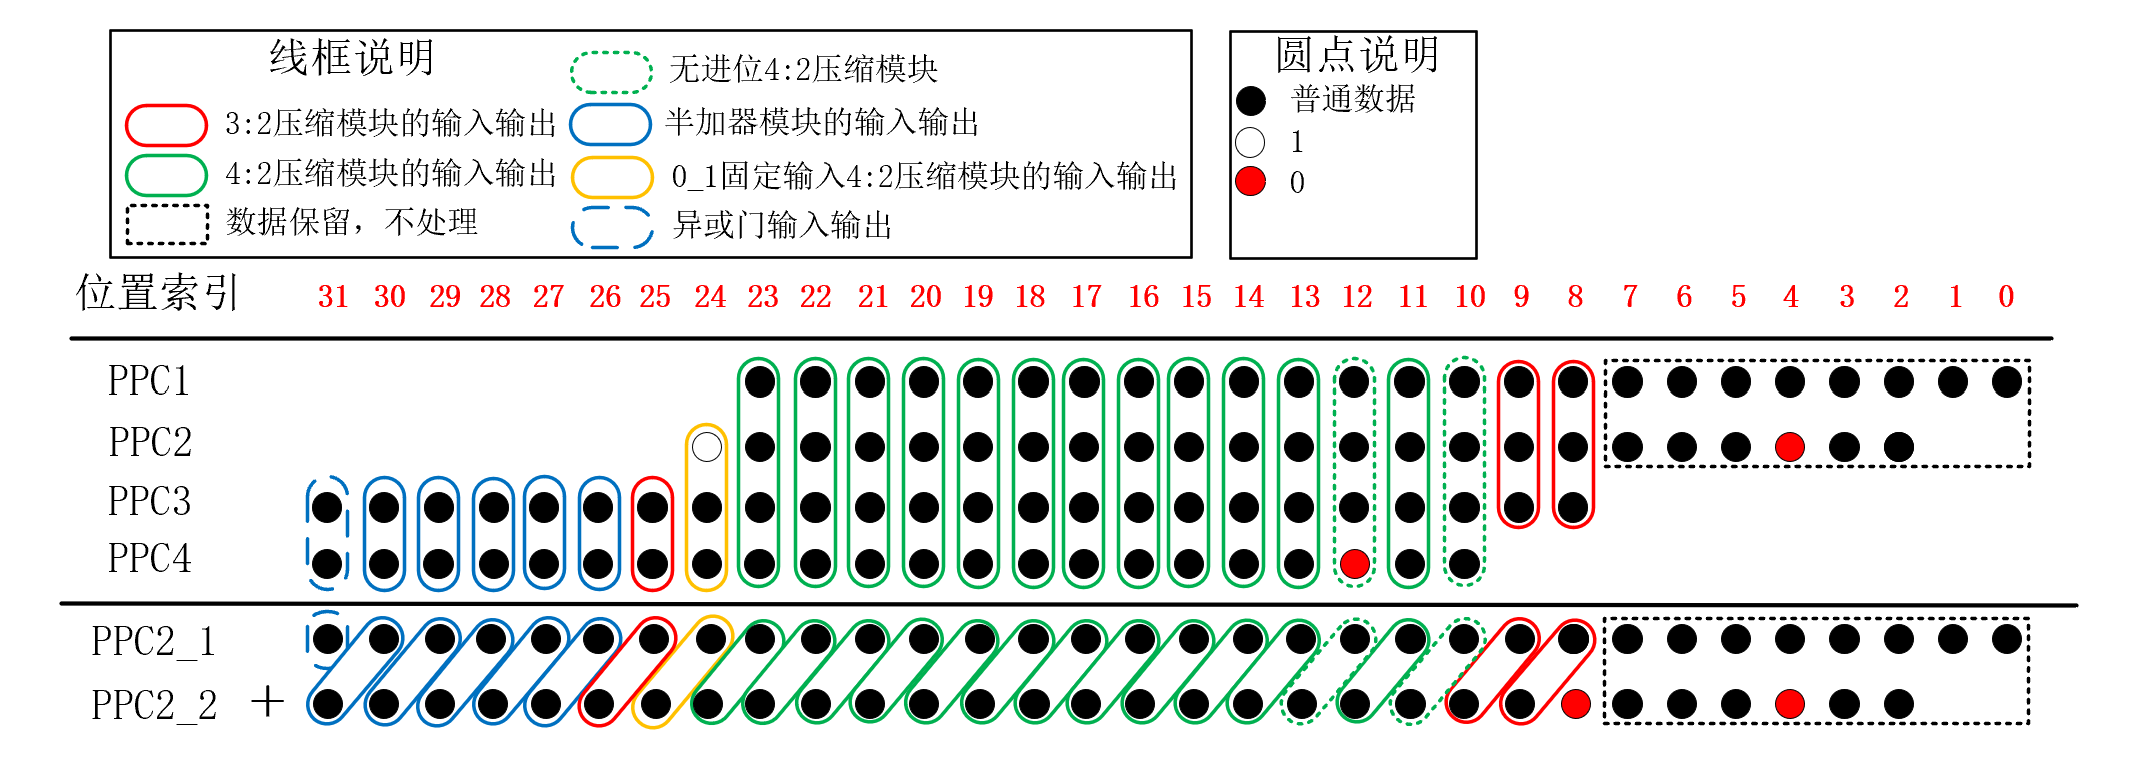 线框说明
无进位4:2压缩模块
3:2压缩模块的输入输出
半加器模块的输入输出
4:2压缩模块的输入输出
0_1固定输入4:2压缩模块的输入输出
数据保留，不处理
异或门输入输出
圆点说明
普通数据
1
0
位置索引 31 30 29 28 27 26 25 24 23 22 21 20 19 18 17 16 15 14 13 12 11 10 9 8 7 6 5 4 3 2 1 0
PPC1
PPC2
PPC3
PPC4
PPC2_1
PPC2_2 +